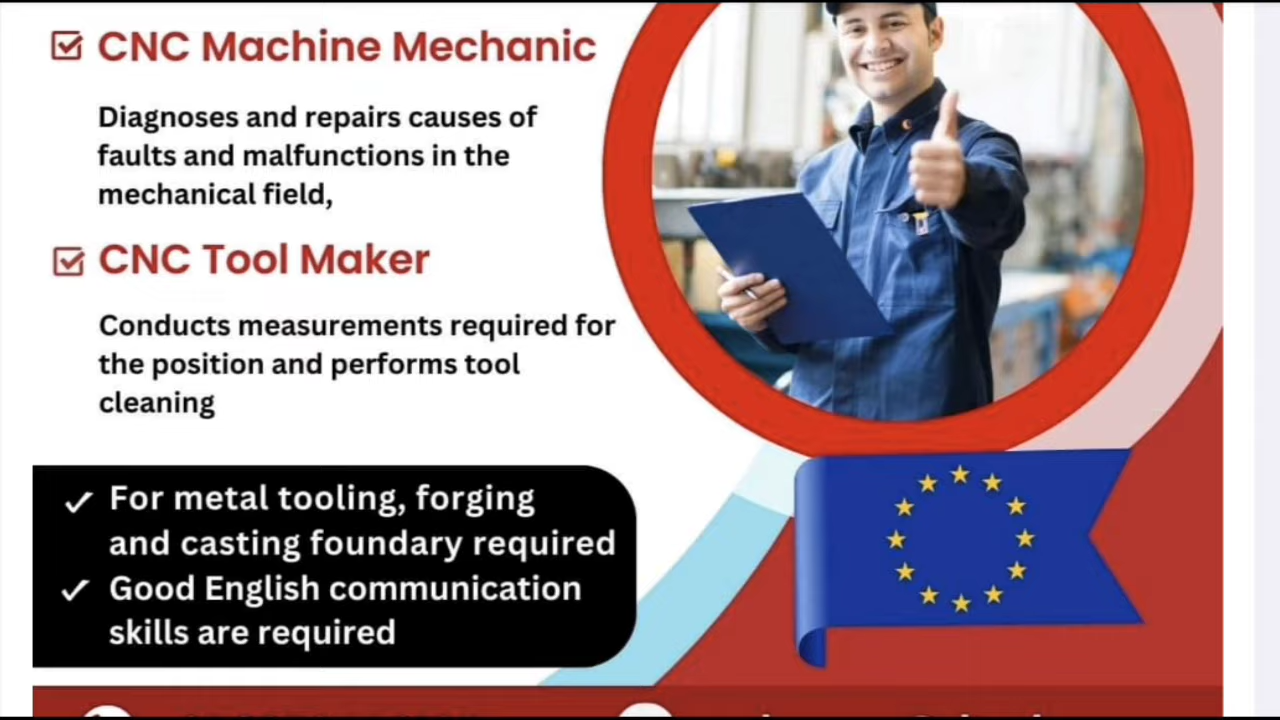 CNC Machine Mechanic
Diagnoses and repairs causes of
faults and malfunctions in the
mechanical field,
CNC Tool Maker
Conducts measurements required for
the position and performs tool
cleaning
For metal tooling, forging
and casting foundary required
Good English communication
skills are required